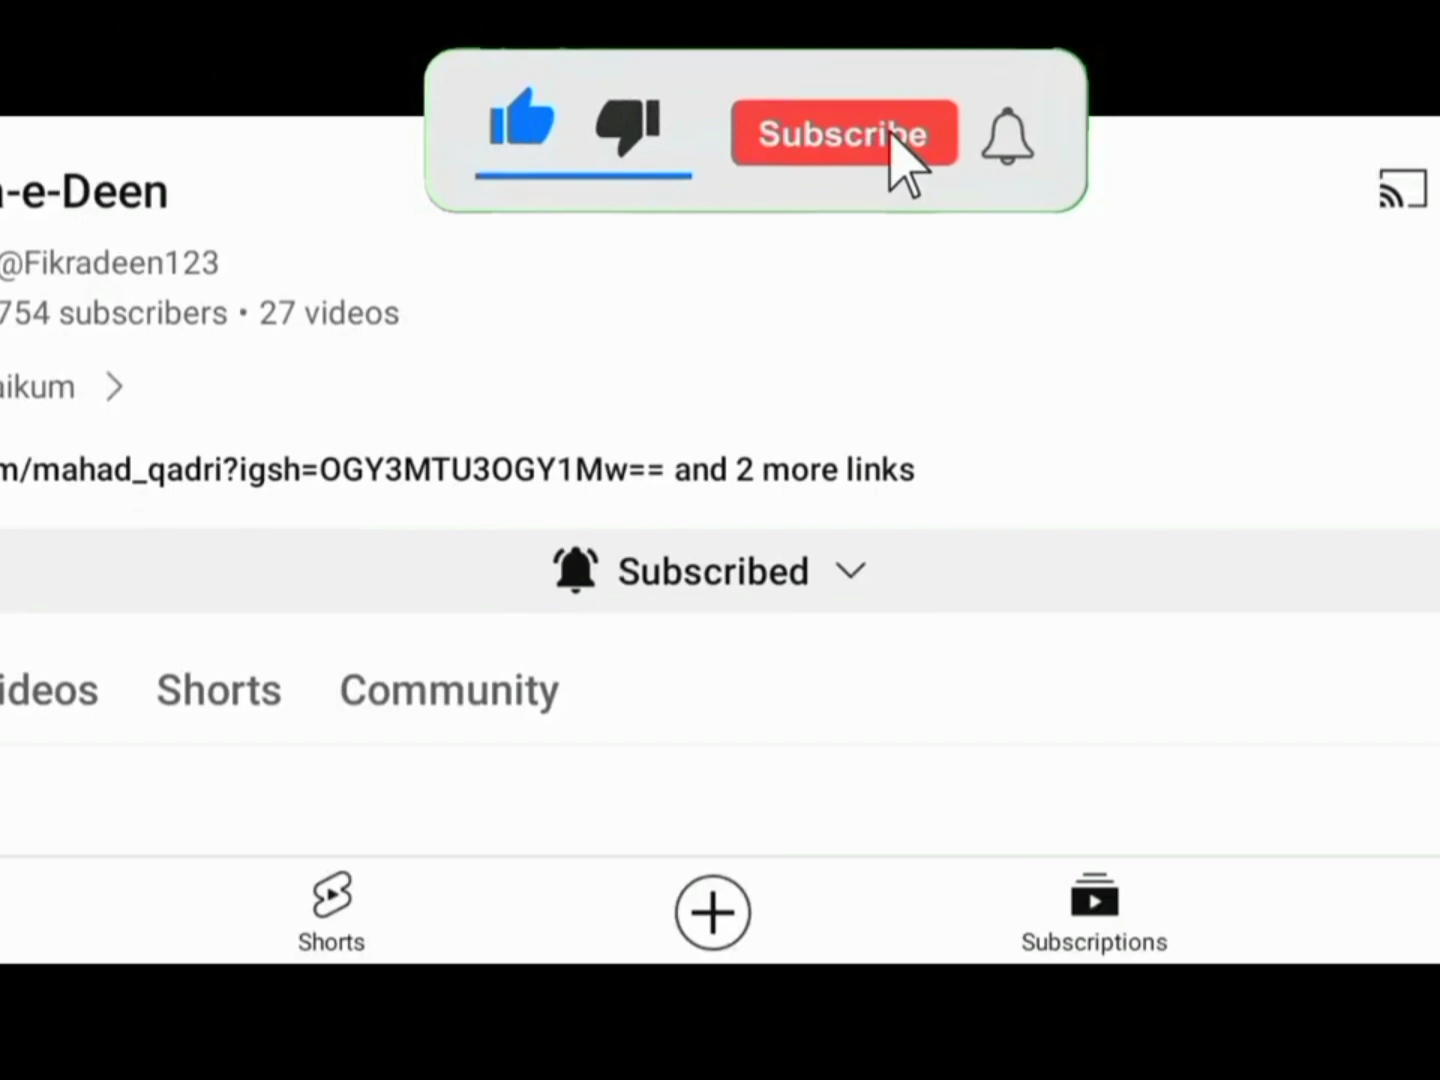 Subscribe
-e-Deen
@Fikradeen123
754 subscribers • 27 videos
aikum
m/mahad_qadri?igsh=OGY3MTU3OGY1Mw== and 2 more links
Subscribed
ideos Shorts Community
Shorts
Subscriptions